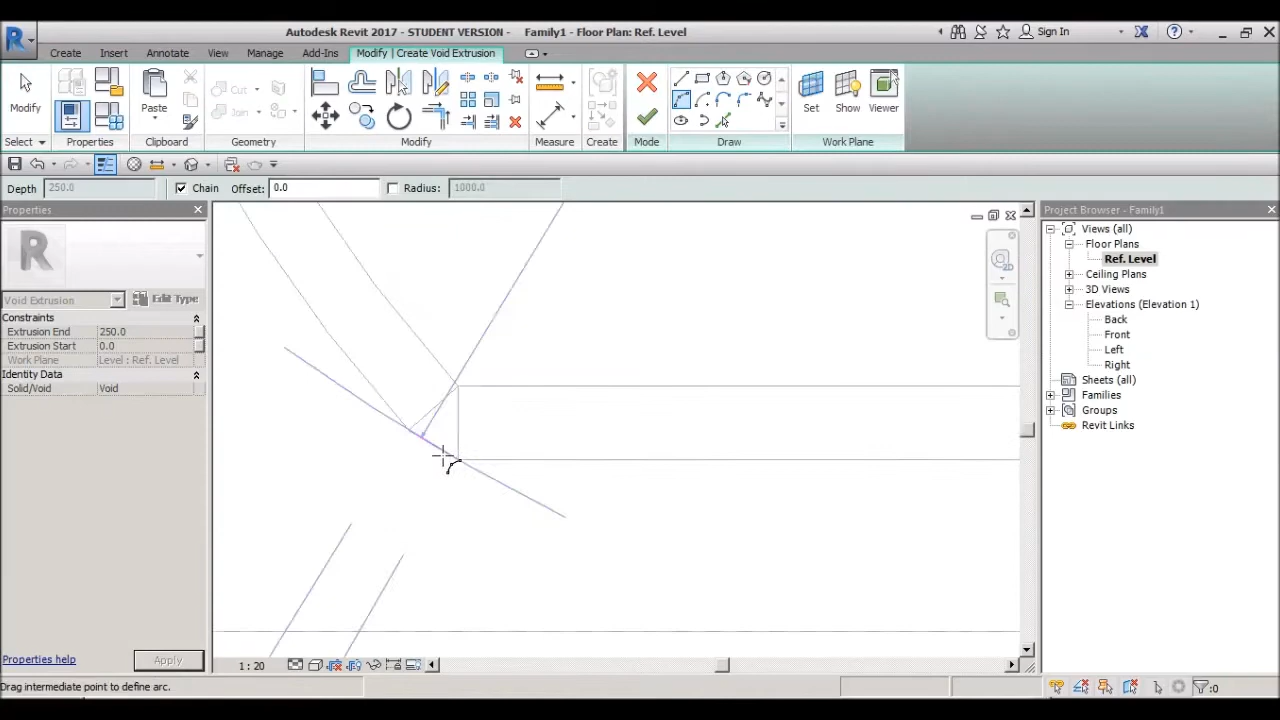 Autodesk Revit 2017 - STUDENT VERSION - Family1 - Floor Plan: Ref. Level
Sign In
Create Insert Annotate View Manage Add-Ins Modify | Create Void Extrusion
Modify Paste Cut Join Set Show Viewer
Select Properties Clipboard Geometry Modify Measure Create Mode Draw Work Plane
Depth 250.0 Chain Offset: 0.0 Radius: 1000.0
Properties
Void Extrusion Edit Type
Constraints
Extrusion End 250.0
Extrusion Start 0.0
Work Plane Level : Ref. Level
Identity Data
Solid/Void Void
Properties help Apply
Project Browser - Family1
Views (all)
Floor Plans
Ref. Level
Ceiling Plans
3D Views
Elevations (Elevation 1)
Back
Front
Left
Right
Sheets (all)
Families
Groups
Revit Links
2D
1 : 20
Drag intermediate point to define arc.
:0